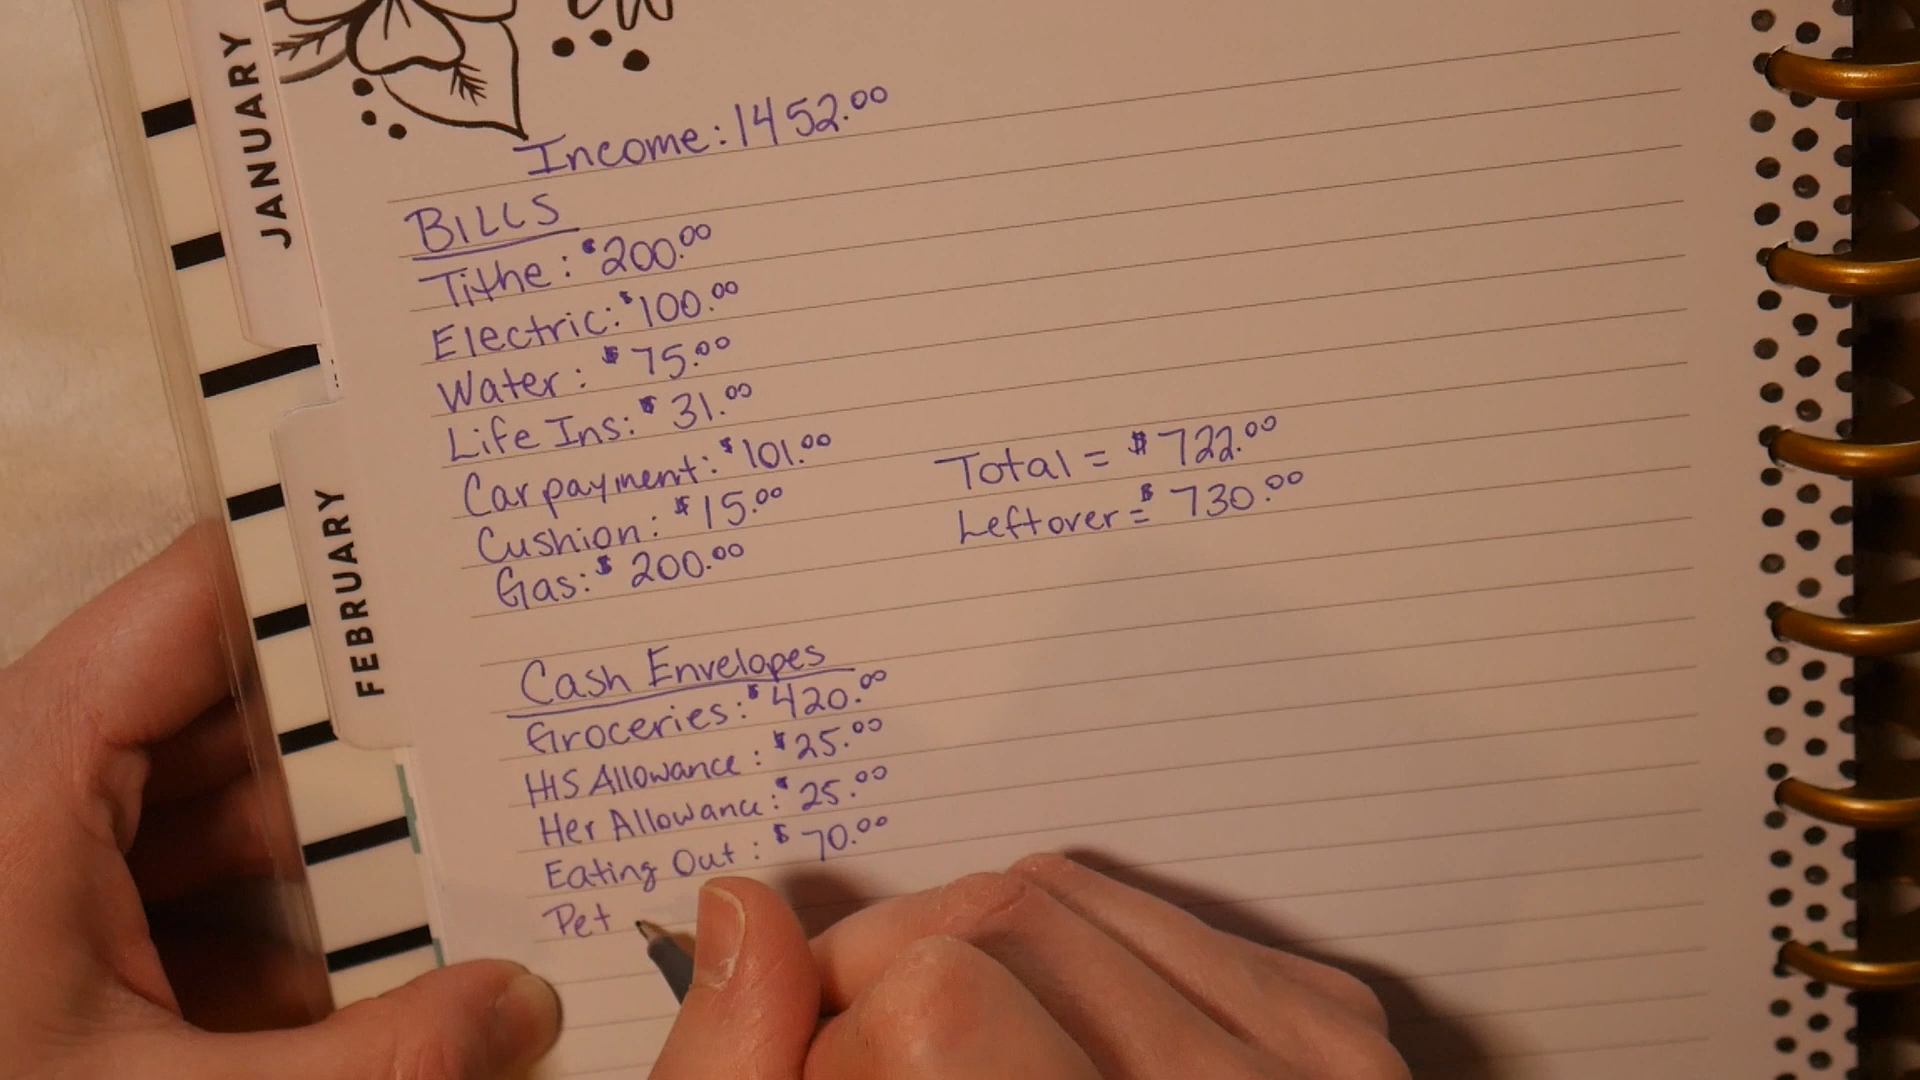 JANUARY
FEBRUARY
Income: 1452.00
BILLS
Tithe: $200.00
Electric: $100.00
Water: $75.00
Life Ins: $31.00
Car payment: $101.00
Cushion: $15.00
Gas: $200.00
Total = $722.00
Leftover = $730.00
Cash Envelopes
Groceries: $420.00
His Allowance: $25.00
Her Allowance: $25.00
Eating Out: $70.00
Pet